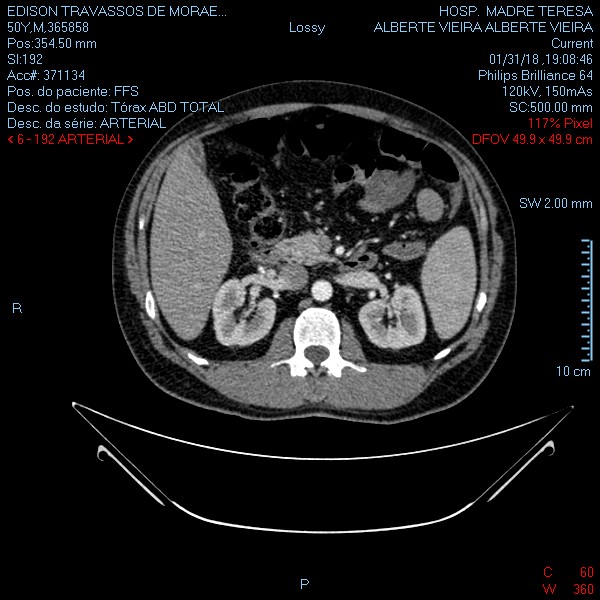 EDISON TRAVASSOS DE MORAE...
50Y,M,365858
Pos:354.50 mm
SI:192
Acc#: 371134
Pos. do paciente: FFS
Desc. do estudo: Tórax ABD TOTAL
Desc. da série: ARTERIAL
< 6 - 192 ARTERIAL >
Lossy
HOSP. MADRE TERESA
ALBERTE VIEIRA ALBERTE VIEIRA
Current
01/31/18 ,19:08:46
Philips Brilliance 64
120kV, 150mAs
SC:500.00 mm
117% Pixel
DFOV 49.9 x 49.9 cm
SW 2.00 mm
R
10 cm
P
C 60
W 360